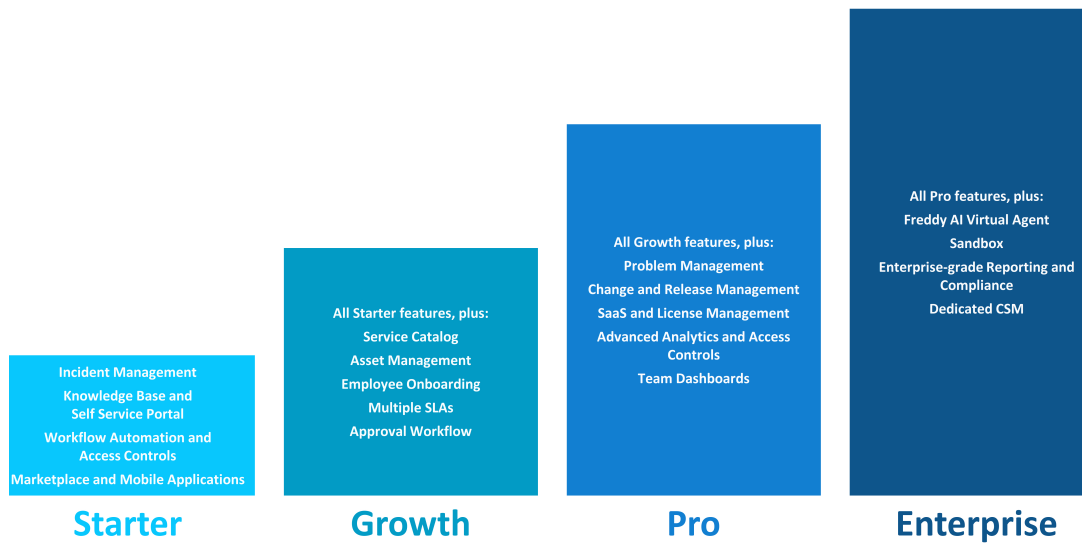 Incident Management
Knowledge Base and
Self Service Portal
Workflow Automation and
Access Controls
Marketplace and Mobile Applications
Starter
All Starter features, plus:
Service Catalog
Asset Management
Employee Onboarding
Multiple SLAs
Approval Workflow
Growth
All Growth features, plus:
Problem Management
Change and Release Management
SaaS and License Management
Advanced Analytics and Access
Controls
Team Dashboards
Pro
All Pro features, plus:
Freddy AI Virtual Agent
Sandbox
Enterprise-grade Reporting and
Compliance
Dedicated CSM
Enterprise